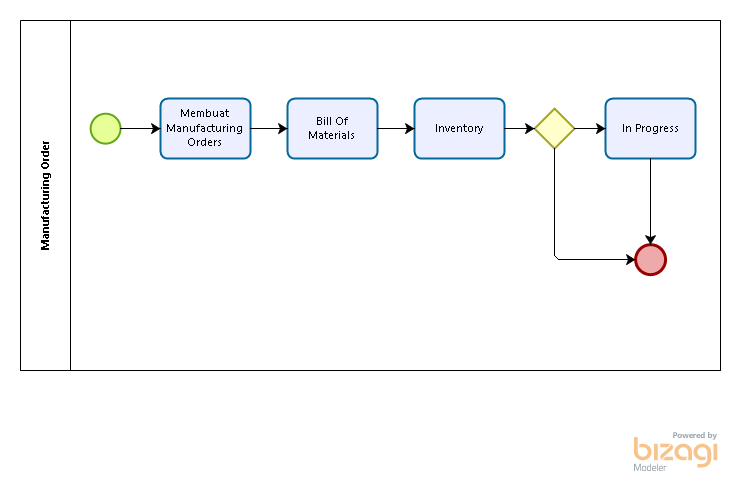 Manufacturing Order
Membuat
Manufacturing
Orders
Bill Of
Materials
Inventory
In Progress
Powered by
bizagi
Modeler